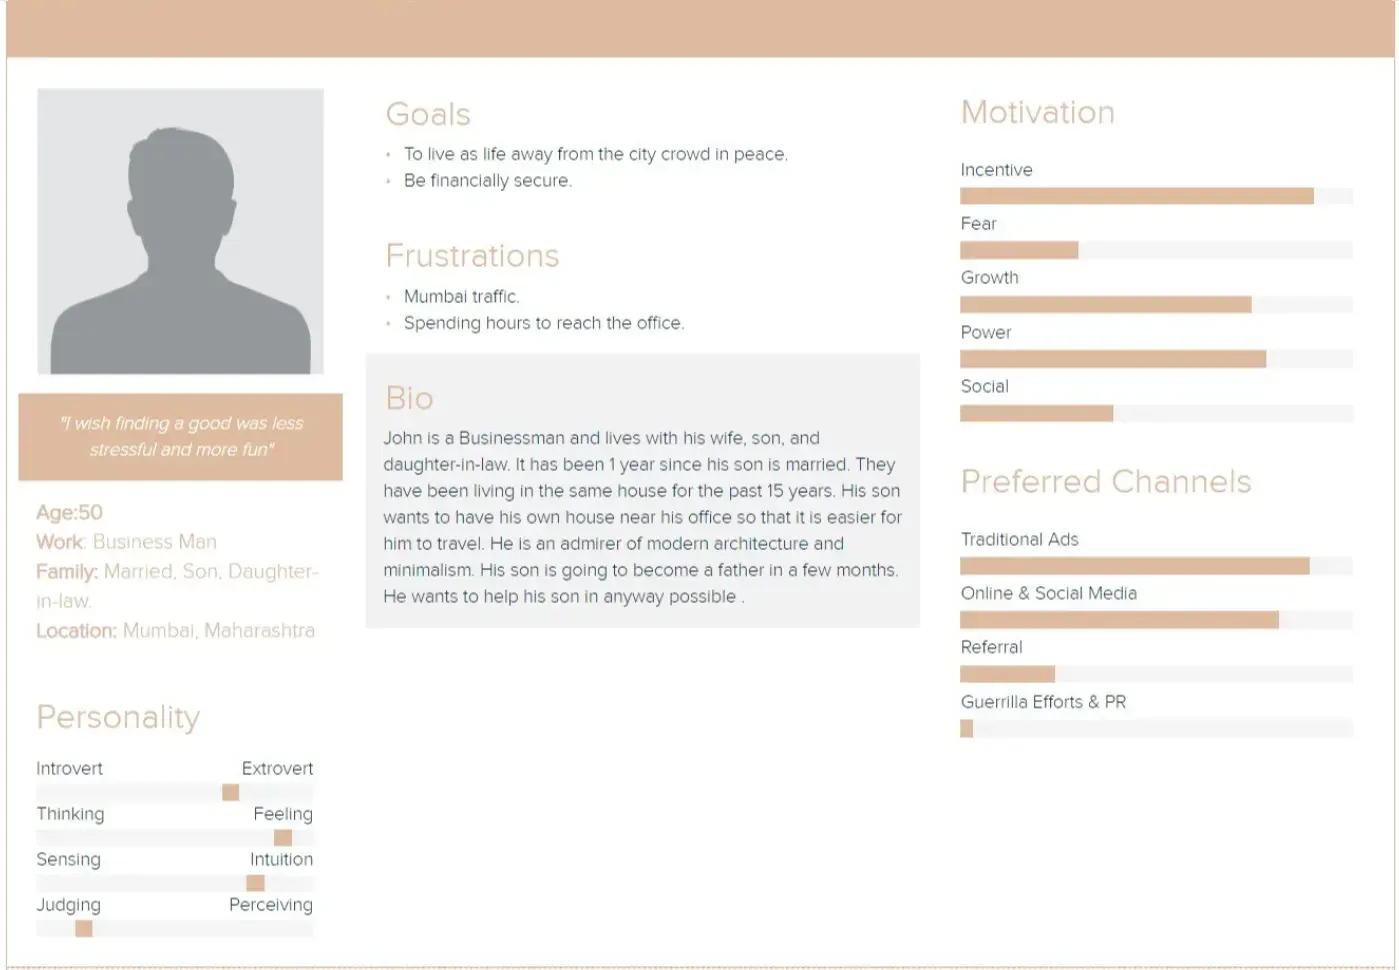 "I wish finding a good was less
stressful and more fun"
Age:50
Work: Business Man
Family: Married, Son, Daughter-
in-law.
Location: Mumbai, Maharashtra
Personality
Introvert Extrovert
Thinking Feeling
Sensing Intuition
Judging Perceiving
Goals
• To live as life away from the city crowd in peace.
• Be financially secure.
Frustrations
• Mumbai traffic.
• Spending hours to reach the office.
Bio
John is a Businessman and lives with his wife, son, and
daughter-in-law. It has been 1 year since his son is married. They
have been living in the same house for the past 15 years. His son
wants to have his own house near his office so that it is easier for
him to travel. He is an admirer of modern architecture and
minimalism. His son is going to become a father in a few months.
He wants to help his son in anyway possible .
Motivation
Incentive
Fear
Growth
Power
Social
Preferred Channels
Traditional Ads
Online & Social Media
Referral
Guerrilla Efforts & PR